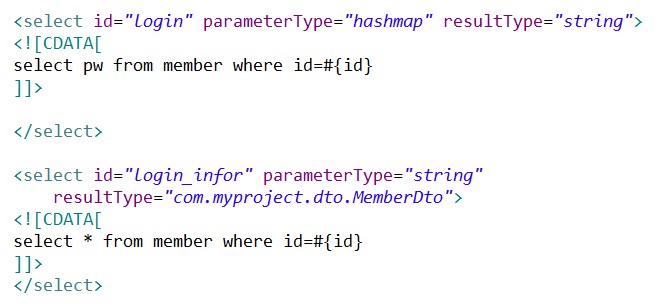 <select id="login" parameterType="hashmap" resultType="string">
<![CDATA[
select pw from member where id=#{id}
]]>
</select>
<select id="login_infor" parameterType="string"
resultType="com.myproject.dto.MemberDto">
<![CDATA[
select * from member where id=#{id}
]]>
</select>